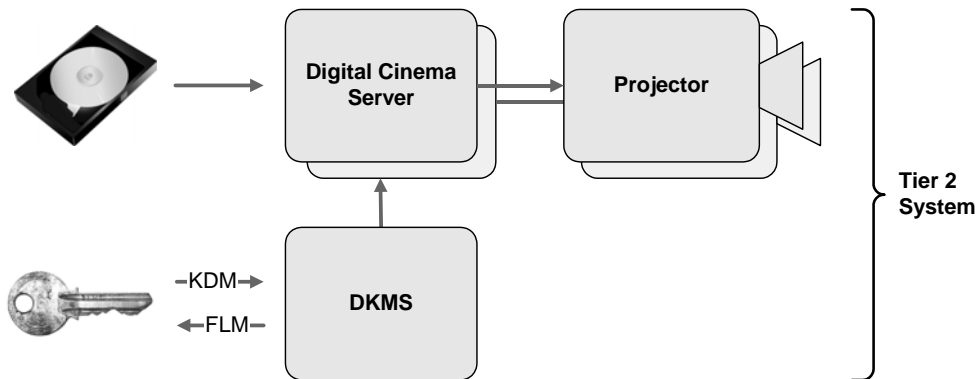 Digital Cinema
Server
Projector
Tier 2
System
KDM
FLM
DKMS